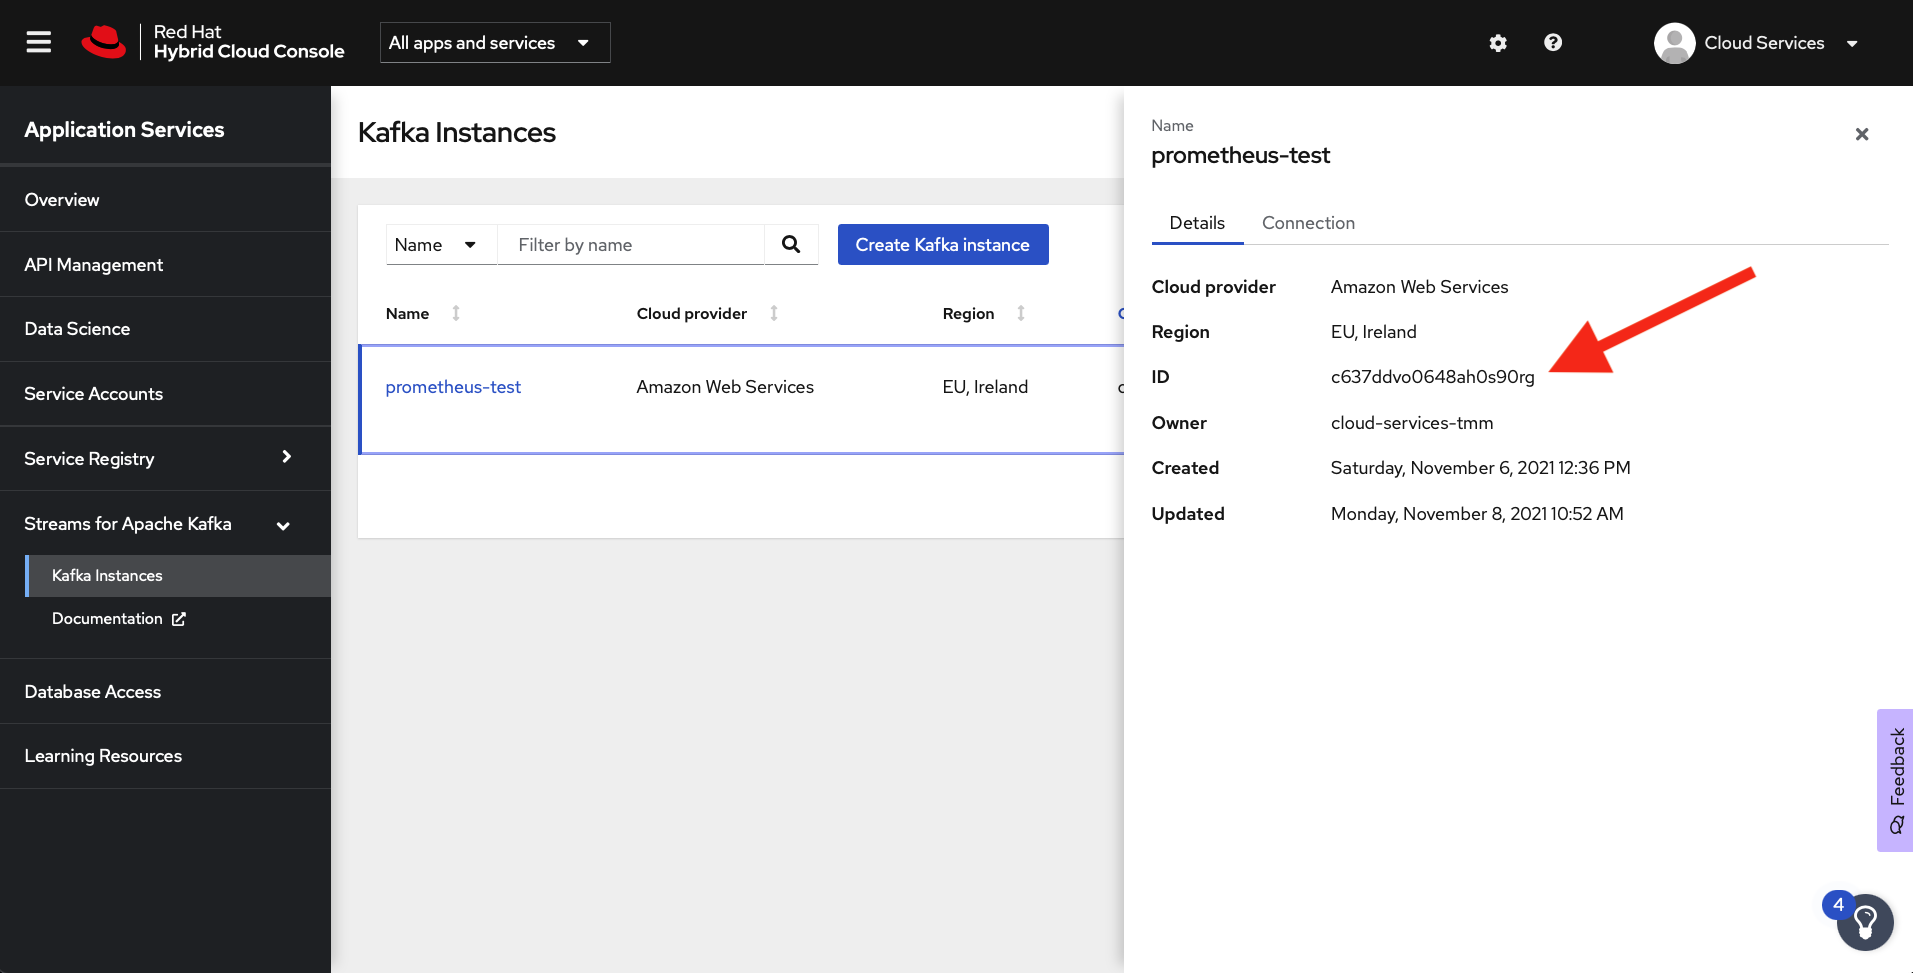 Red Hat
Hybrid Cloud Console
All apps and services
Cloud Services
Application Services
Overview
API Management
Data Science
Service Accounts
Service Registry
Streams for Apache Kafka
Kafka Instances
Documentation
Database Access
Learning Resources
Kafka Instances
Name
Filter by name
Create Kafka instance
Name Cloud provider Region
prometheus-test Amazon Web Services EU, Ireland
Name
prometheus-test
Details Connection
Cloud provider Amazon Web Services
Region EU, Ireland
ID c637ddvo0648ah0s90rg
Owner cloud-services-tmm
Created Saturday, November 6, 2021 12:36 PM
Updated Monday, November 8, 2021 10:52 AM
Feedback
4